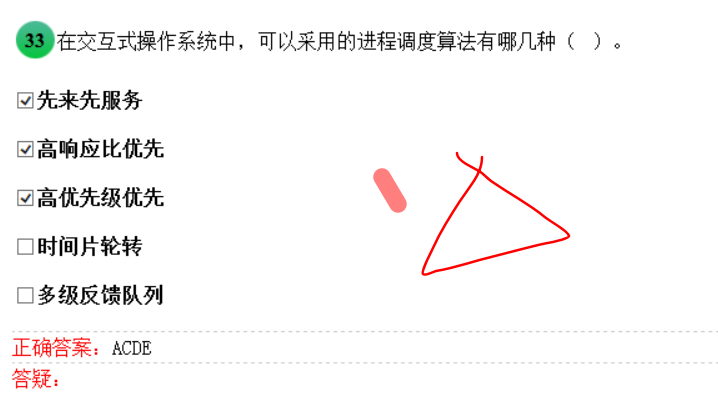 33 在交互式操作系统中，可以采用的进程调度算法有哪几种（ ）。
先来先服务
高响应比优先
高优先级优先
时间片轮转
多级反馈队列
正确答案：ACDE
答疑：